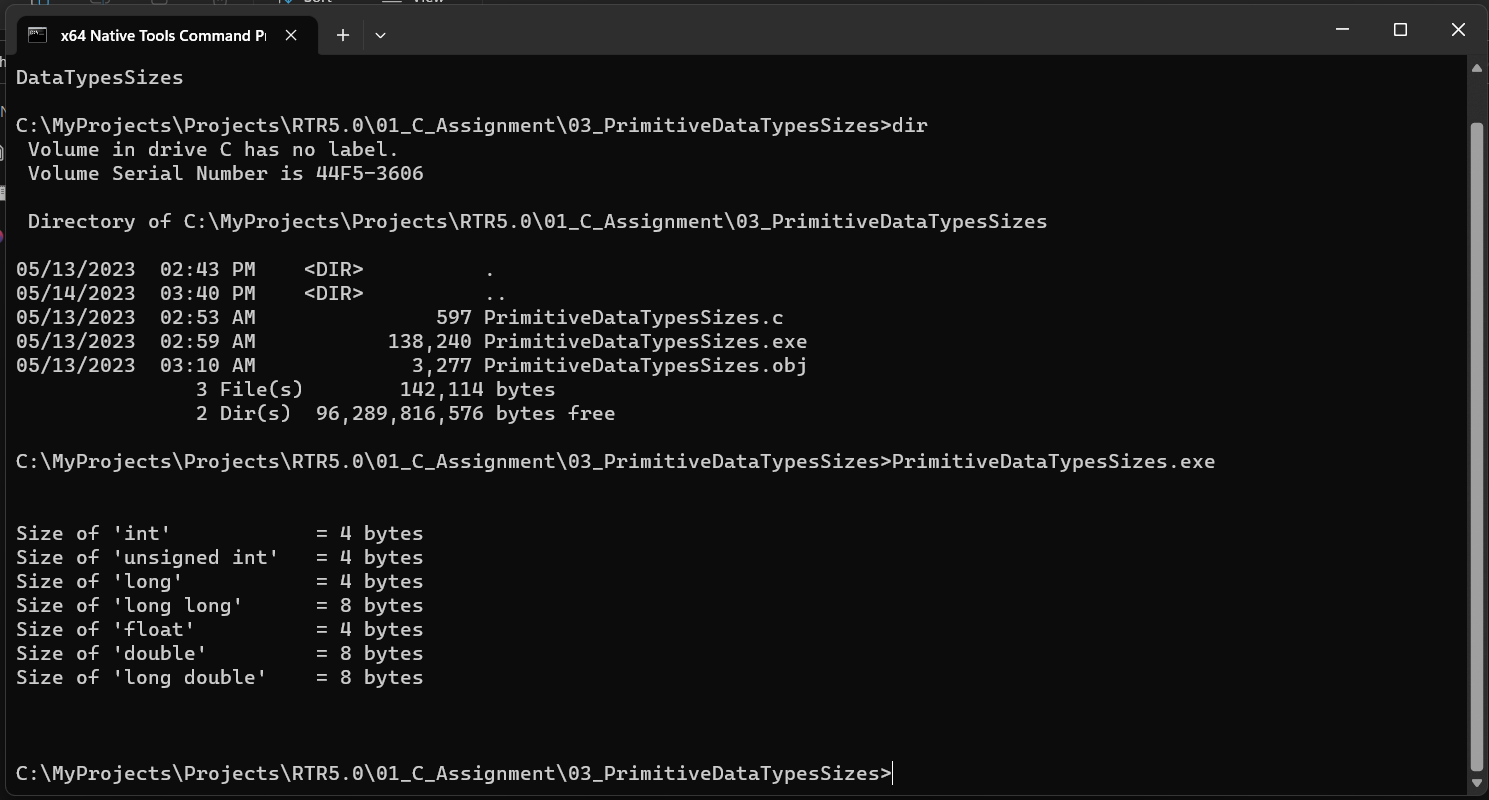 x64 Native Tools Command P
DataTypesSizes
C:\MyProjects\Projects\RTR5.0\01_C_Assignment\03_PrimitiveDataTypesSizes>dir
 Volume in drive C has no label.
 Volume Serial Number is 44F5-3606
 Directory of C:\MyProjects\Projects\RTR5.0\01_C_Assignment\03_PrimitiveDataTypesSizes
05/13/2023  02:43 PM    <DIR>          .
05/14/2023  03:40 PM    <DIR>          ..
05/13/2023  02:53 AM               597 PrimitiveDataTypesSizes.c
05/13/2023  02:59 AM           138,240 PrimitiveDataTypesSizes.exe
05/13/2023  03:10 AM             3,277 PrimitiveDataTypesSizes.obj
               3 File(s)        142,114 bytes
               2 Dir(s)  96,289,816,576 bytes free
C:\MyProjects\Projects\RTR5.0\01_C_Assignment\03_PrimitiveDataTypesSizes>PrimitiveDataTypesSizes.exe
Size of 'int'            = 4 bytes
Size of 'unsigned int'   = 4 bytes
Size of 'long'           = 4 bytes
Size of 'long long'      = 8 bytes
Size of 'float'          = 4 bytes
Size of 'double'         = 8 bytes
Size of 'long double'    = 8 bytes
C:\MyProjects\Projects\RTR5.0\01_C_Assignment\03_PrimitiveDataTypesSizes>